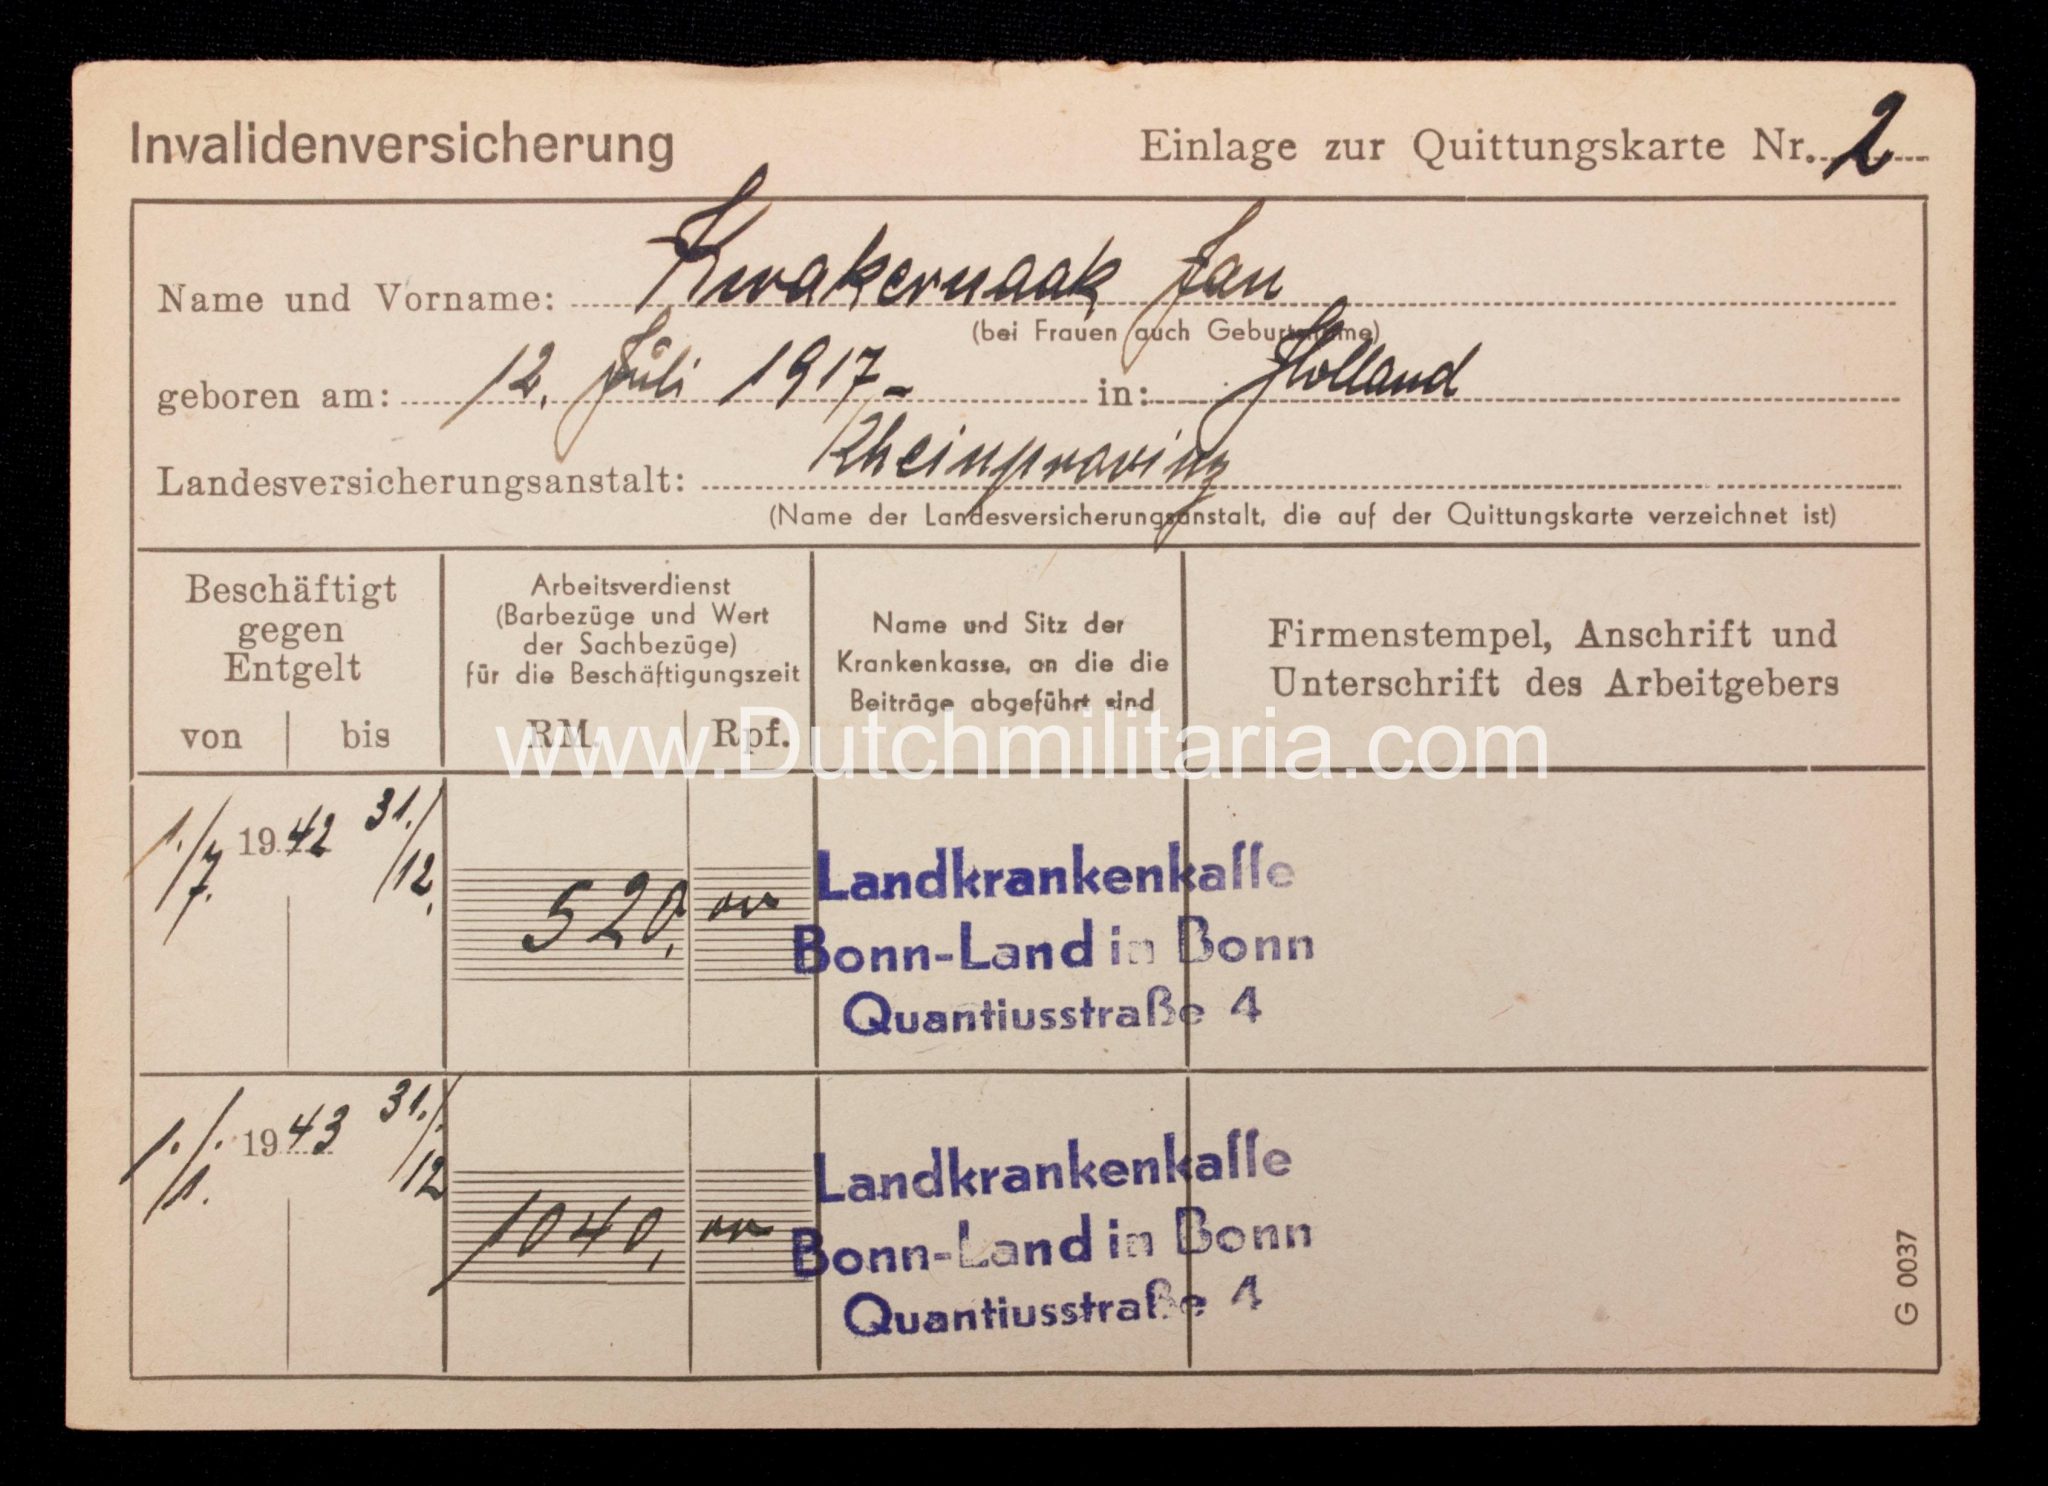 Invalidenversicherung
Einlage zur Quittungskarte Nr. 2
Name und Vorname: Kwakernaak Jan
(bei Frauen auch Geburtsname)
geboren am: 12. Juli 1917 - in: Holland
Landesversicherungsanstalt: Rheinprovinz
(Name der Landesversicherungsanstalt, die auf der Quittungskarte verzeichnet ist)
Beschäftigt
gegen
Entgelt
von bis
Arbeitsverdienst
(Barbezüge und Wert
der Sachbezüge)
für die Beschäftigungszeit
RM. Rpf.
Name und Sitz der
Krankenkasse, an die die
Beiträge abgeführt sind
Firmenstempel, Anschrift und
Unterschrift des Arbeitgebers
www.Dutchmilitaria.com
1./7. 1942 31./12.
520,
Landkrankenkasse
Bonn-Land in Bonn
Quantiusstraße 4
1./1. 1943 31./12
1040,
Landkrankenkasse
Bonn-Land in Bonn
Quantiusstraße 4
G 0037